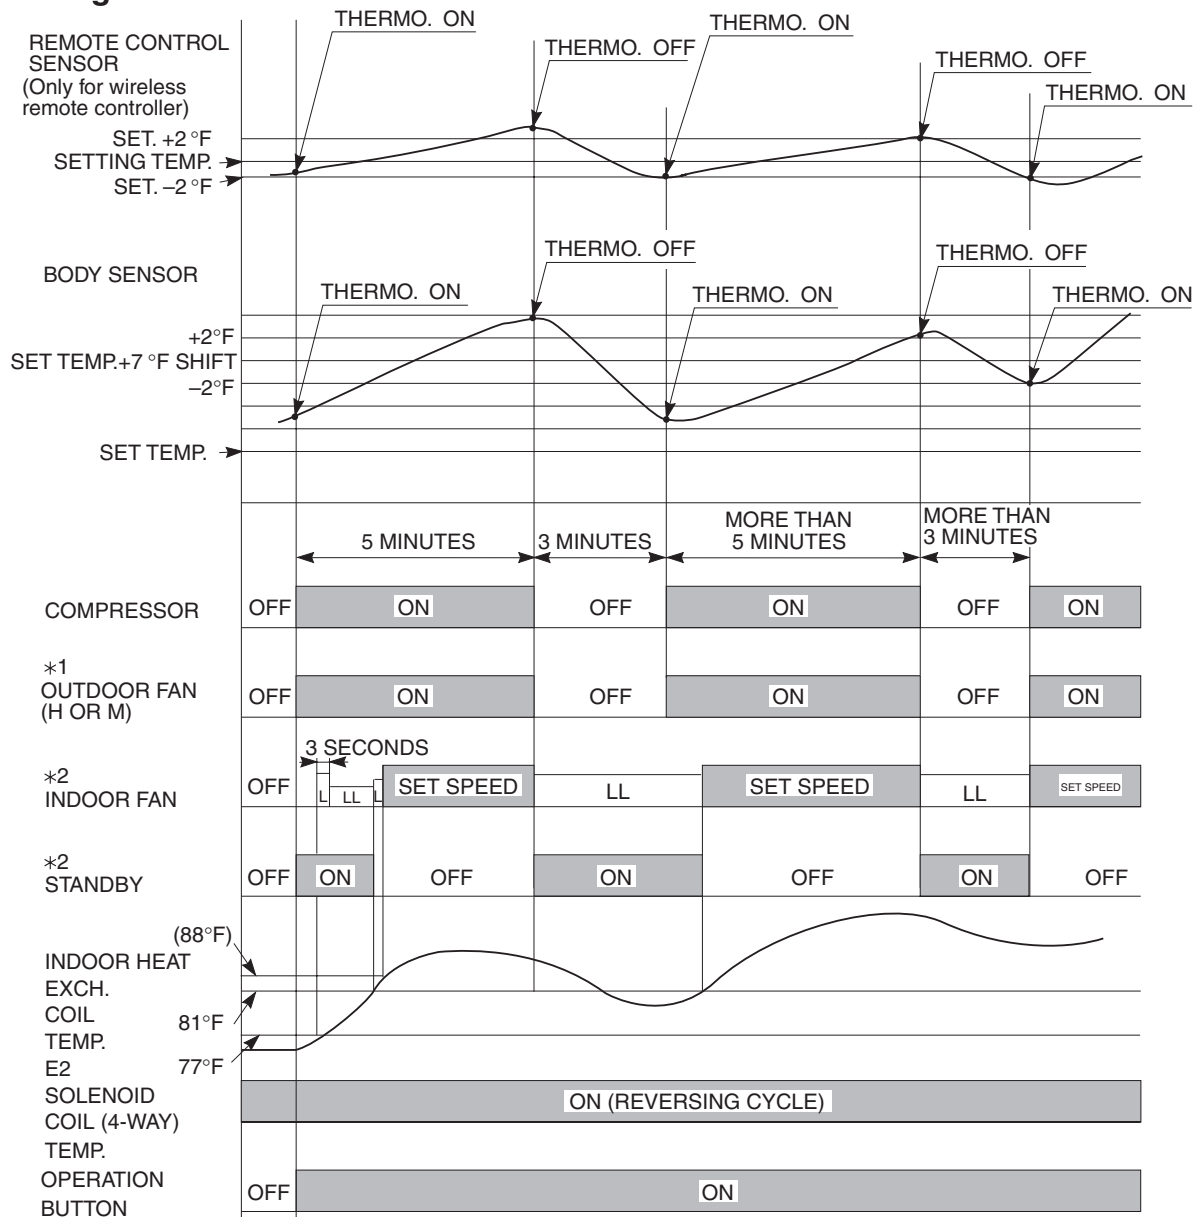 THERMO. ON
THERMO. ON
REMOTE CONTROL
SENSOR
(Only for wireless
remote controller)
THERMO. OFF
THERMO. OFF
THERMO. ON
SET. +2 °F
SETTING TEMP.
SET. –2 °F
THERMO. OFF
THERMO. OFF
BODY SENSOR
THERMO. ON
THERMO. ON
THERMO. ON
+2°F
SET TEMP.+7 °F SHIFT
–2°F
SET TEMP.
5 MINUTES
3 MINUTES
MORE THAN
5 MINUTES
MORE THAN
3 MINUTES
COMPRESSOR
OFF ON OFF ON OFF ON
*1
OUTDOOR FAN
(H OR M)
OFF ON OFF ON OFF ON
3 SECONDS
*2
INDOOR FAN
OFF L LL L SET SPEED LL SET SPEED LL SET SPEED
*2
STANDBY
OFF ON OFF ON OFF ON OFF
(88°F)
INDOOR HEAT
EXCH.
COIL
81°F
TEMP.
E2
77°F
SOLENOID
COIL (4-WAY)
ON (REVERSING CYCLE)
TEMP.
OPERATION
BUTTON
OFF ON